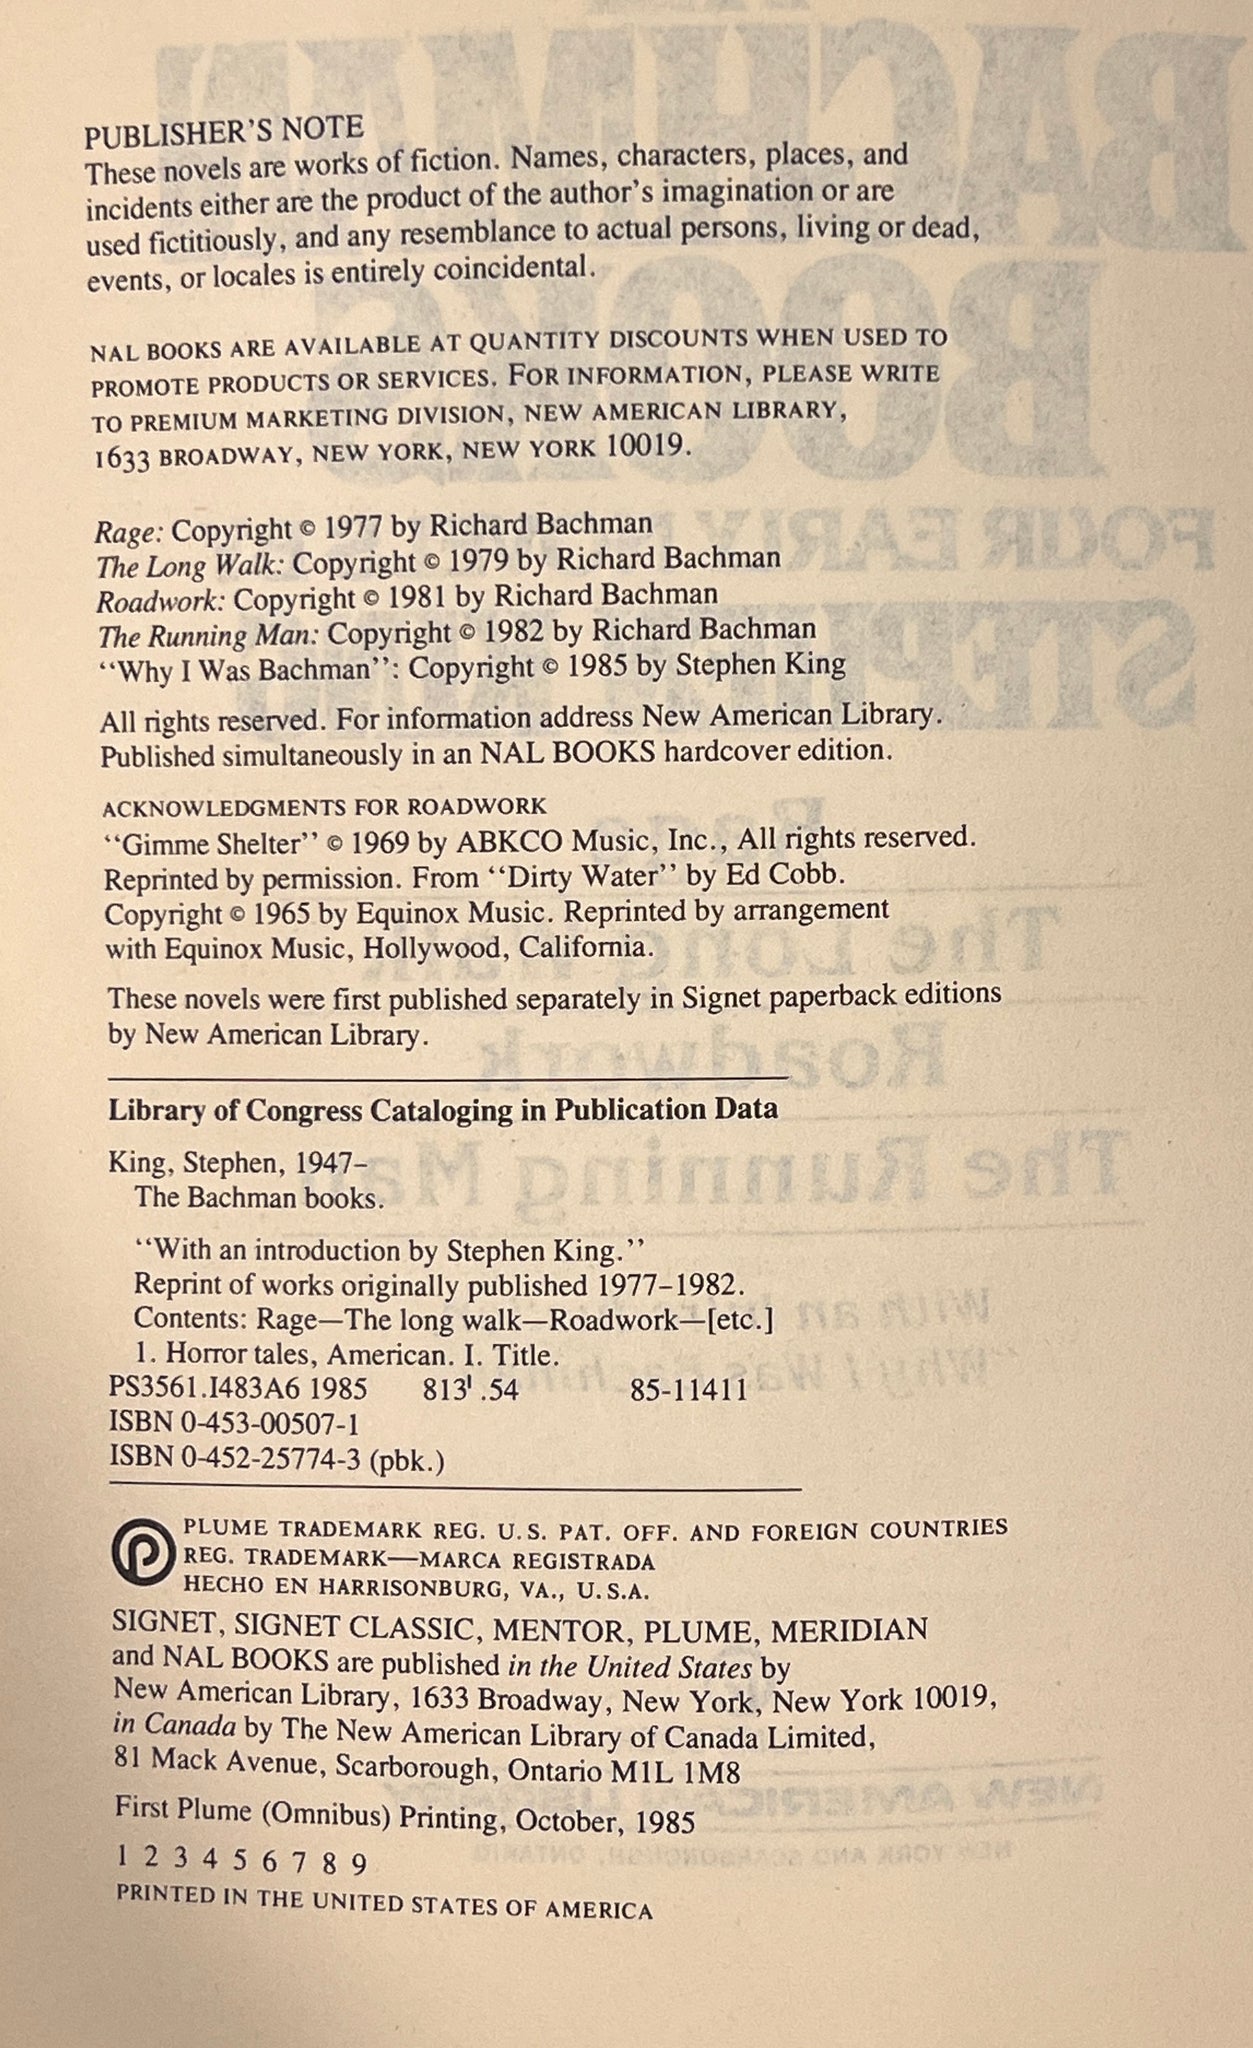 PUBLISHER'S NOTE
These novels are works of fiction. Names, characters, places, and
incidents either are the product of the author's imagination or are
used fictitiously, and any resemblance to actual persons, living or dead,
events, or locales is entirely coincidental.
NAL BOOKS ARE AVAILABLE AT QUANTITY DISCOUNTS WHEN USED TO
PROMOTE PRODUCTS OR SERVICES. FOR INFORMATION, PLEASE WRITE
TO PREMIUM MARKETING DIVISION, NEW AMERICAN LIBRARY,
1633 BROADWAY, NEW YORK, NEW YORK 10019.
Rage: Copyright © 1977 by Richard Bachman
The Long Walk: Copyright © 1979 by Richard Bachman
Roadwork: Copyright © 1981 by Richard Bachman
The Running Man: Copyright © 1982 by Richard Bachman
‘‘Why I Was Bachman’’: Copyright © 1985 by Stephen King
All rights reserved. For information address New American Library.
Published simultaneously in an NAL BOOKS hardcover edition.
ACKNOWLEDGMENTS FOR ROADWORK
‘‘Gimme Shelter’’ © 1969 by ABKCO Music, Inc., All rights reserved.
Reprinted by permission. From ‘‘Dirty Water’’ by Ed Cobb.
Copyright © 1965 by Equinox Music. Reprinted by arrangement
with Equinox Music, Hollywood, California.
These novels were first published separately in Signet paperback editions
by New American Library.
Library of Congress Cataloging in Publication Data
King, Stephen, 1947–
The Bachman books.
‘‘With an introduction by Stephen King.’’
Reprint of works originally published 1977–1982.
Contents: Rage—The long walk—Roadwork—[etc.]
1. Horror tales, American. I. Title.
PS3561.I483A6 1985 813'.54 85-11411
ISBN 0-453-00507-1
ISBN 0-452-25774-3 (pbk.)
PLUME TRADEMARK REG. U.S. PAT. OFF. AND FOREIGN COUNTRIES
REG. TRADEMARK—MARCA REGISTRADA
HECHO EN HARRISONBURG, VA., U.S.A.
SIGNET, SIGNET CLASSIC, MENTOR, PLUME, MERIDIAN
and NAL BOOKS are published in the United States by
New American Library, 1633 Broadway, New York, New York 10019,
in Canada by The New American Library of Canada Limited,
81 Mack Avenue, Scarborough, Ontario M1L 1M8
First Plume (Omnibus) Printing, October, 1985
1 2 3 4 5 6 7 8 9
PRINTED IN THE UNITED STATES OF AMERICA